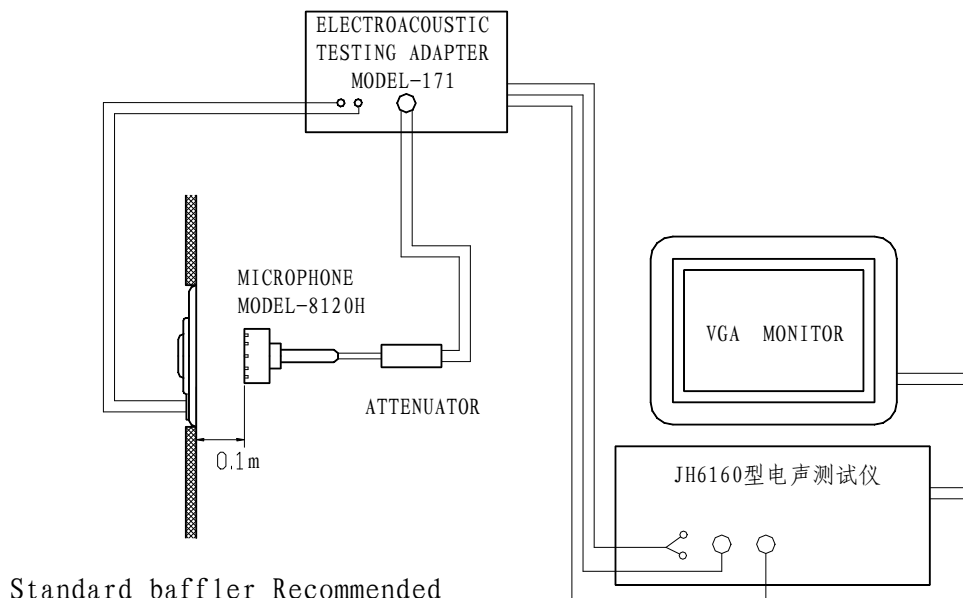 ELECTROACOUSTIC
TESTING ADAPTER
MODEL-171
MICROPHONE
MODEL-8120H
VGA MONITOR
ATTENUATOR
0.1m
JH6160型电声测试仪
Standard baffler Recommended